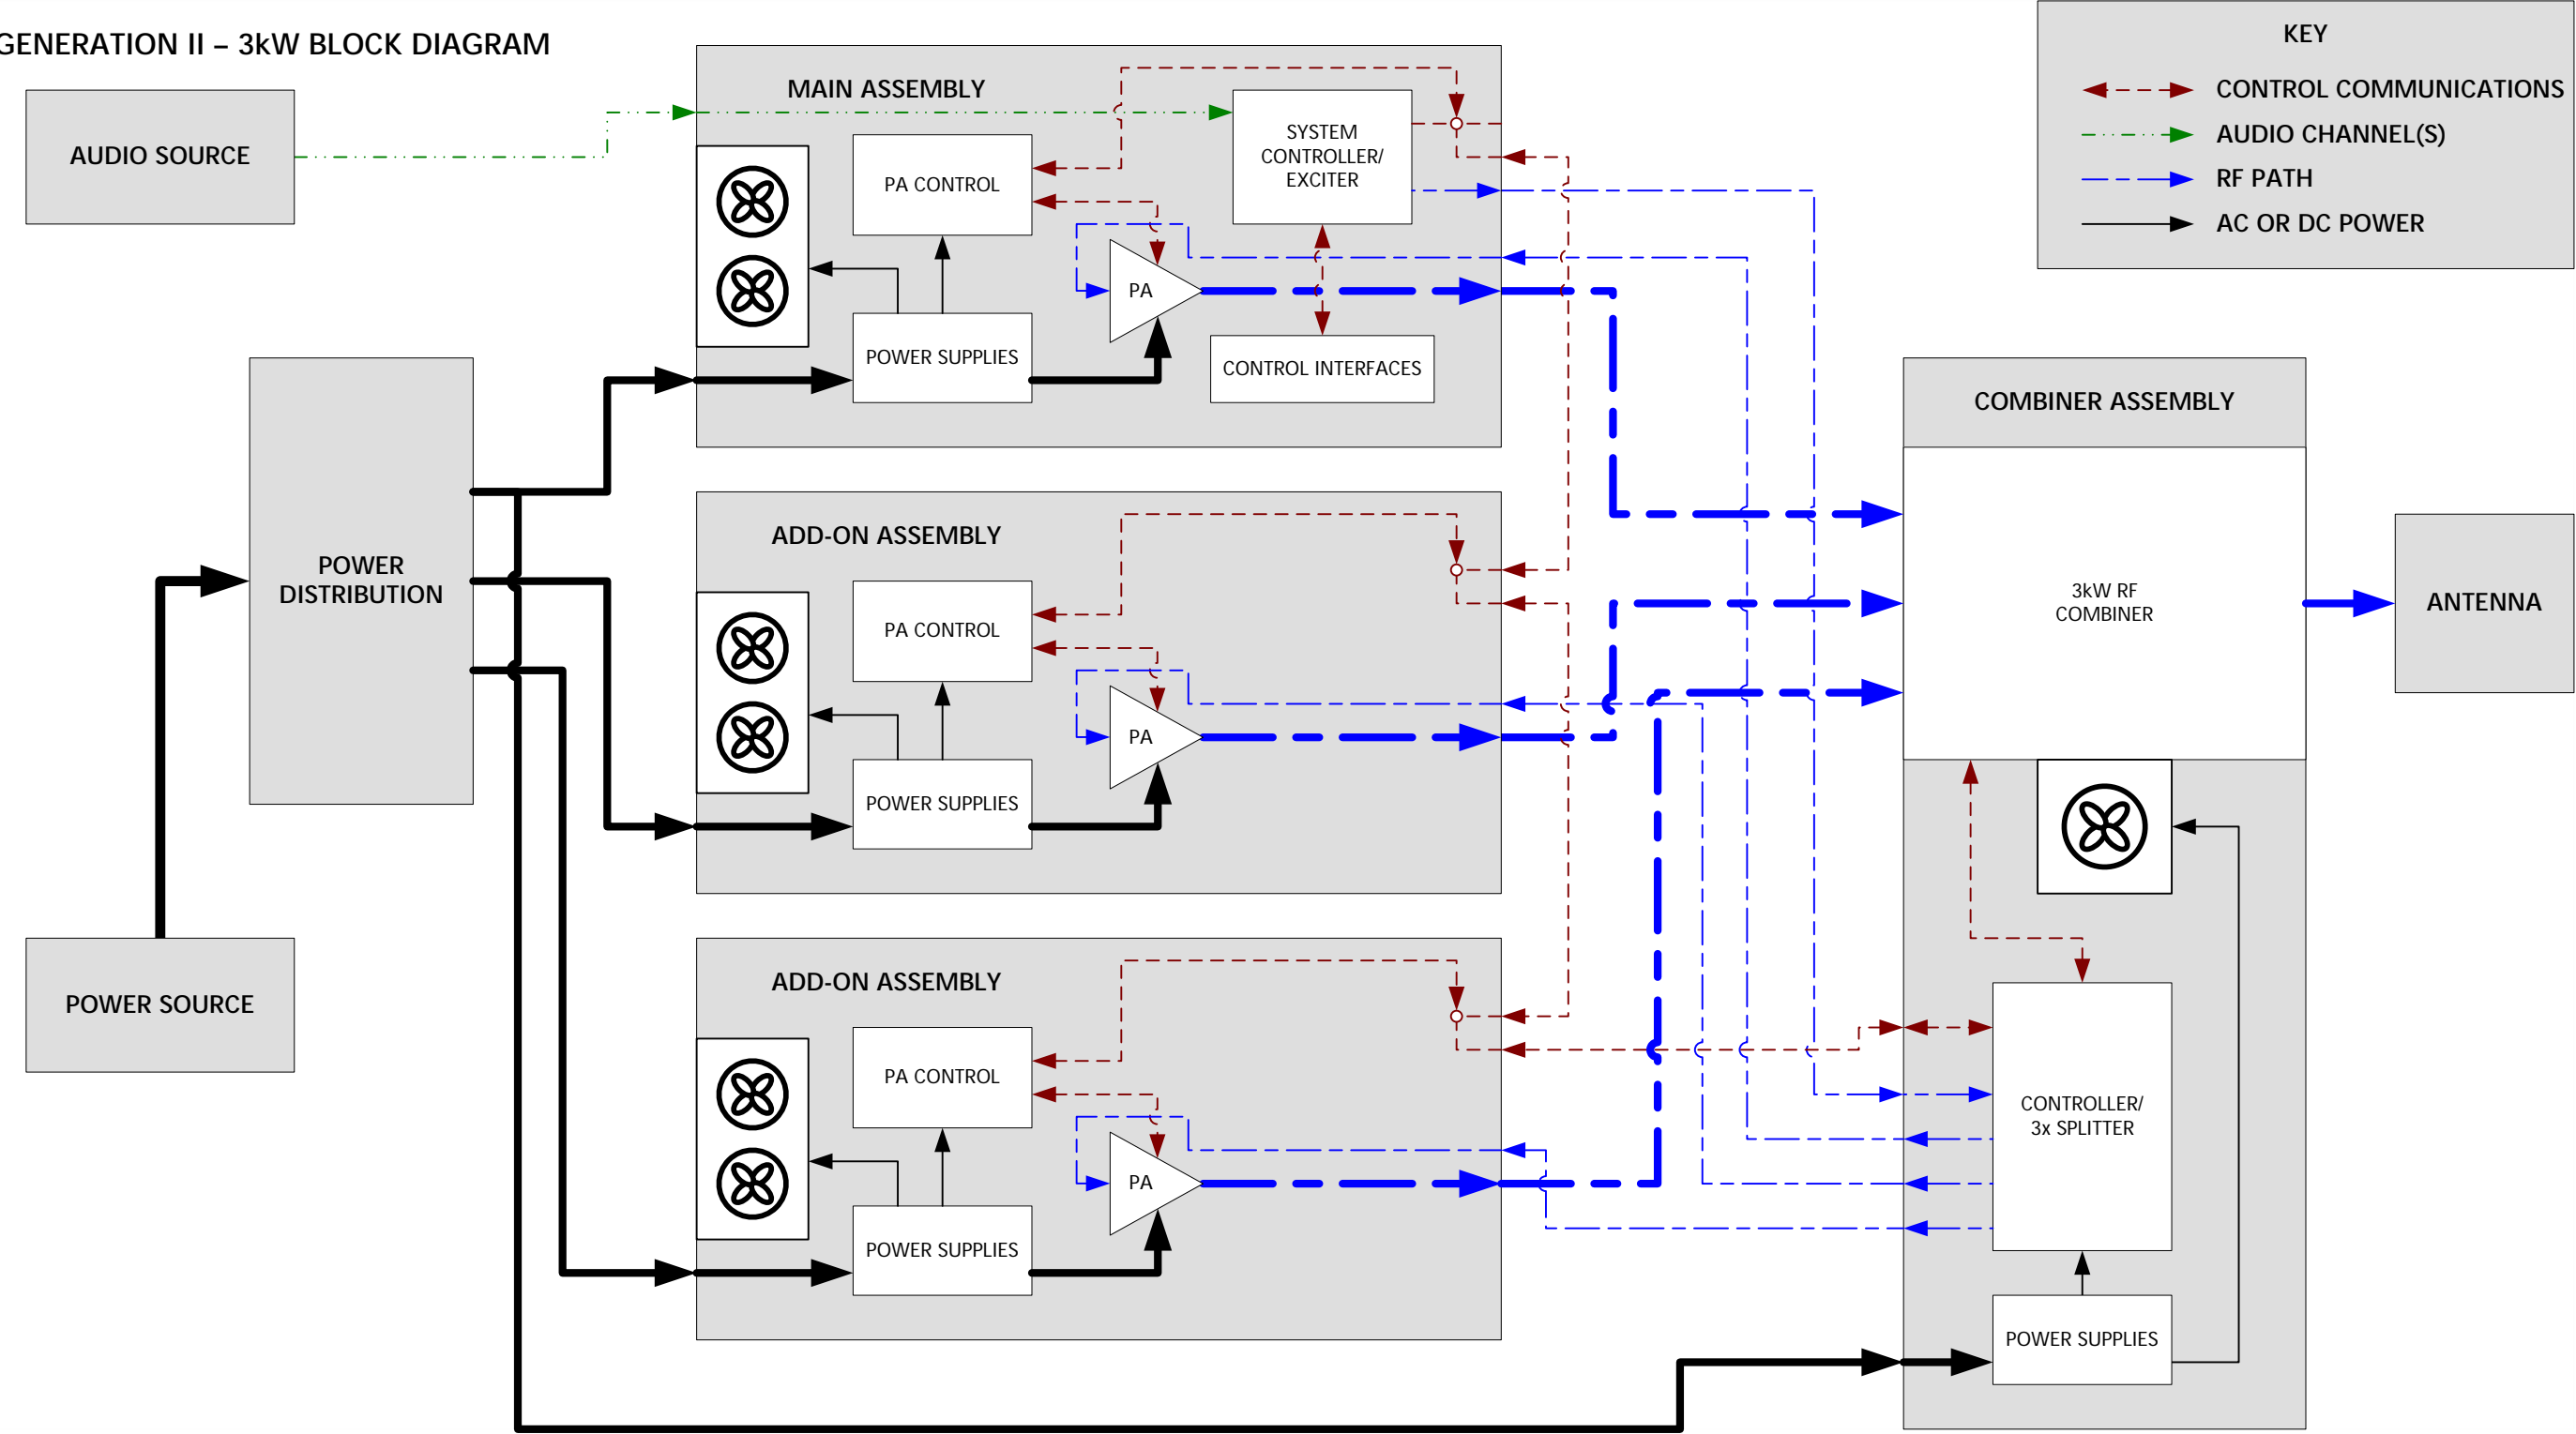 GENERATION II – 3kW BLOCK DIAGRAM
AUDIO SOURCE
MAIN ASSEMBLY
PA CONTROL
SYSTEM
CONTROLLER/
EXCITER
PA
POWER SUPPLIES
CONTROL INTERFACES
KEY
CONTROL COMMUNICATIONS
AUDIO CHANNEL(S)
RF PATH
AC OR DC POWER
POWER
DISTRIBUTION
POWER SOURCE
ADD-ON ASSEMBLY
PA CONTROL
PA
POWER SUPPLIES
ADD-ON ASSEMBLY
PA CONTROL
PA
POWER SUPPLIES
COMBINER ASSEMBLY
3kW RF
COMBINER
ANTENNA
CONTROLLER/
3x SPLITTER
POWER SUPPLIES